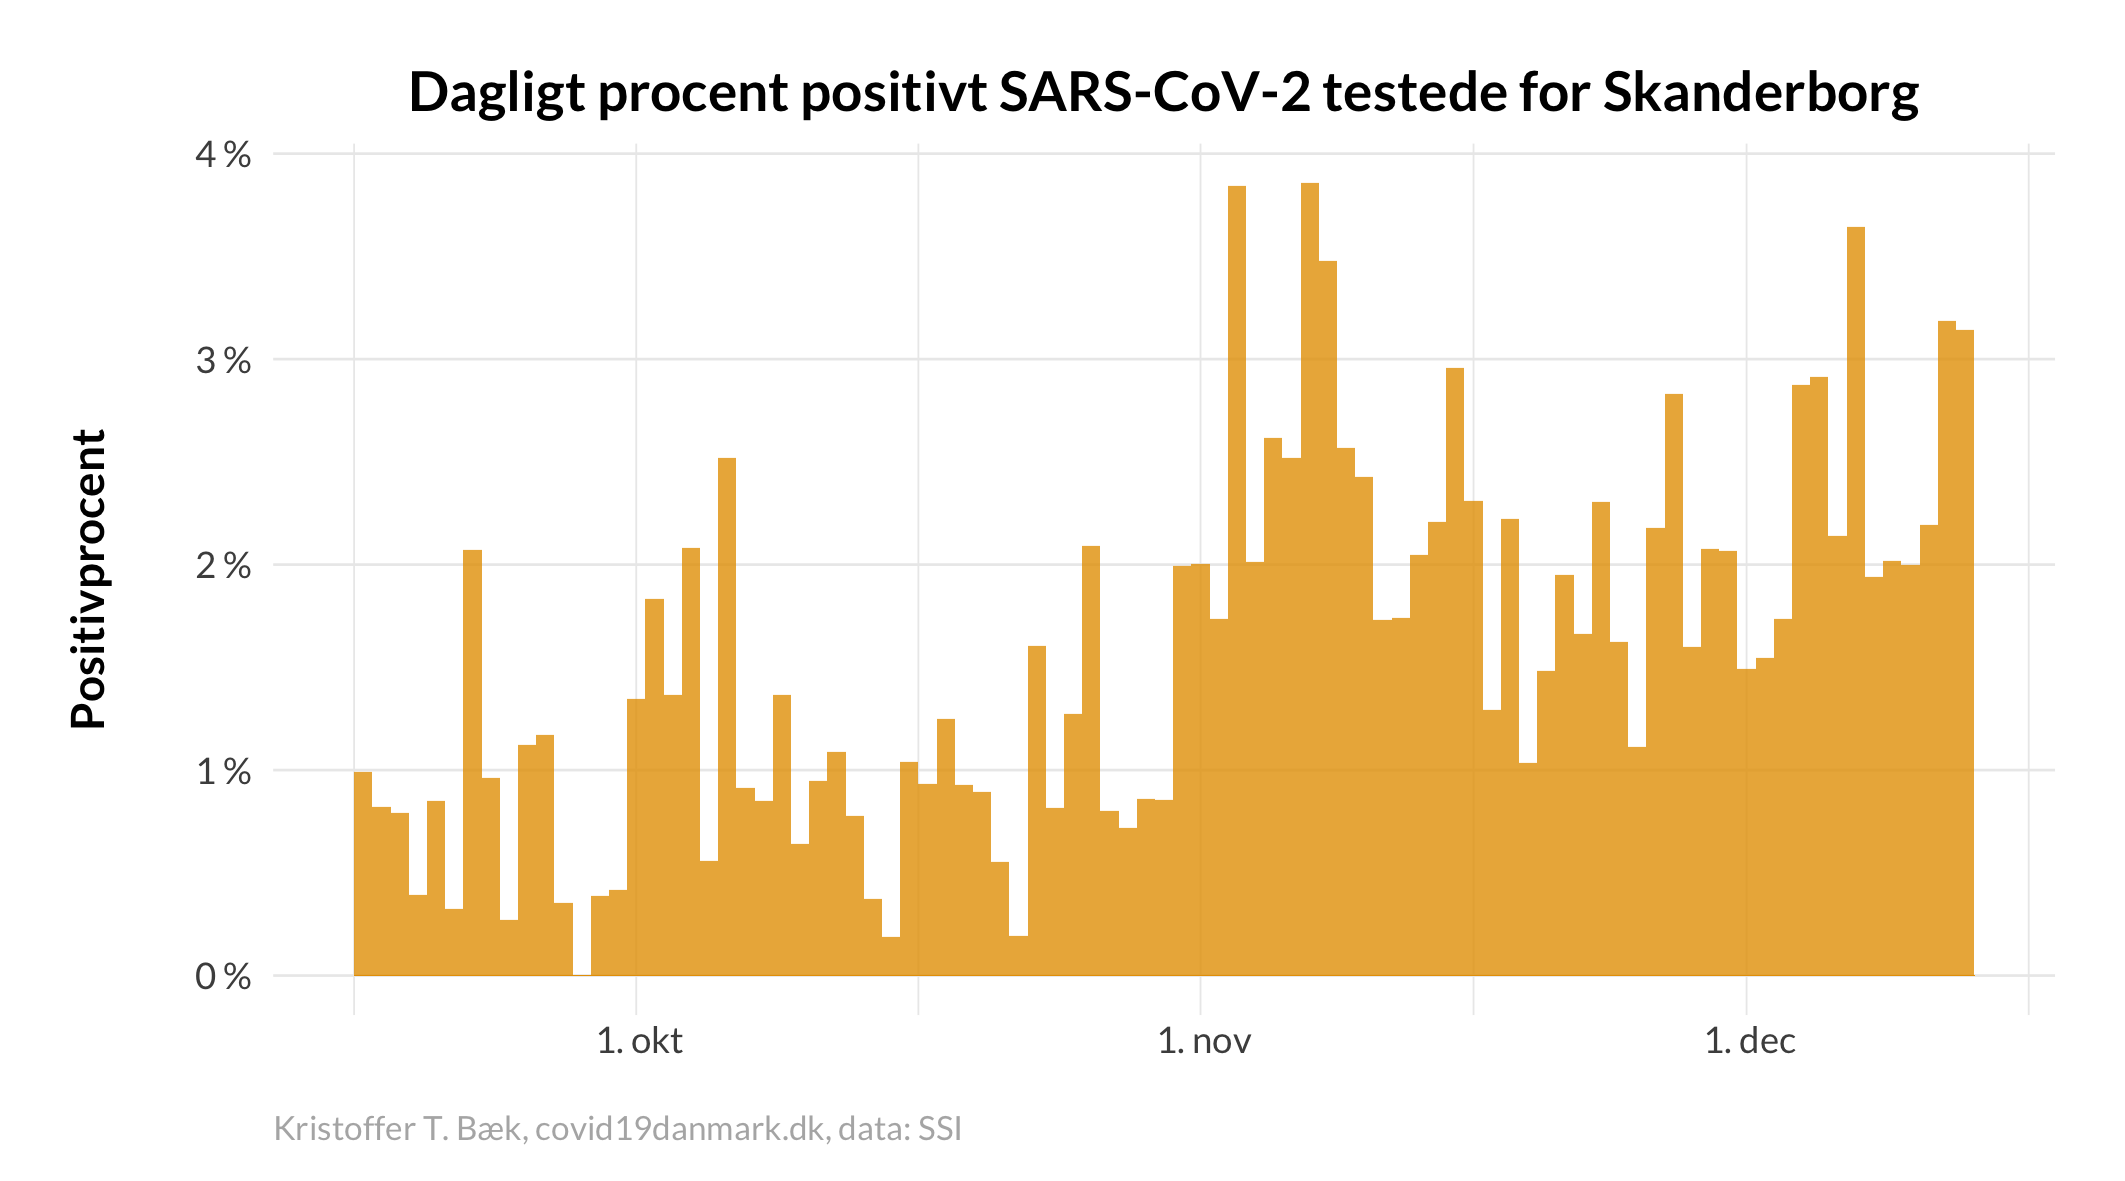 Dagligt procent positivt SARS-CoV-2 testede for Skanderborg
Positivprocent
4 %
3 %
2 %
1 %
0 %
1. okt
1. nov
1. dec
Kristoffer T. Bæk, covid19danmark.dk, data: SSI